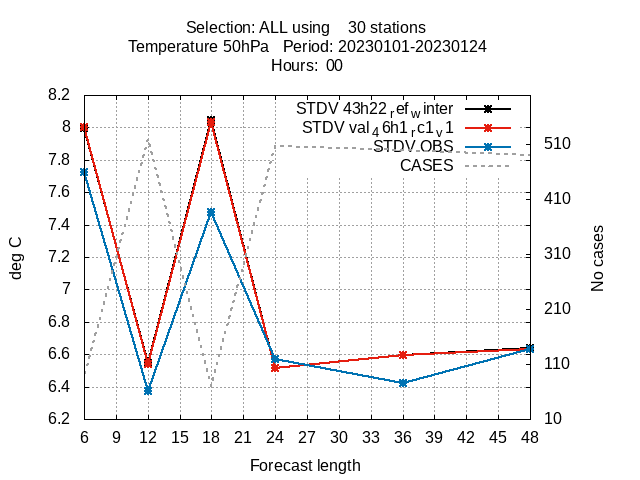 Selection: ALL using 30 stations
Temperature 50hPa Period: 20230101-20230124
Hours: 00
8.2
8
7.8
7.6
7.4
7.2
7
6.8
6.6
6.4
6.2
deg C
STDV 43h22refwinter
STDV val46h1rc1v1
STDV OBS
CASES
510
410
310
210
110
10
No cases
6 9 12 15 18 21 24 27 30 33 36 39 42 45 48
Forecast length